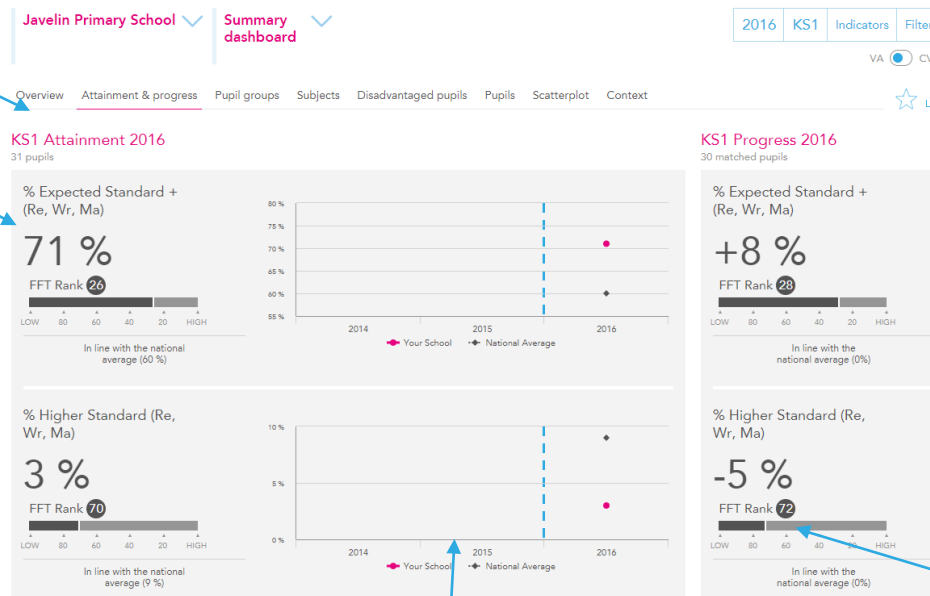 Javelin Primary School
Summary
dashboard
2016 KS1 Indicators
VA
Overview Attainment & progress Pupil groups Subjects Disadvantaged pupils Pupils Scatterplot Context
KS1 Attainment 2016
31 pupils
% Expected Standard +
(Re, Wr, Ma)
71 %
FFT Rank 26
LOW 80 60 40 20 HIGH
In line with the national
average (60 %)
80 %
75 %
70 %
65 %
60 %
55 %
2014 2015 2016
Your School National Average
% Higher Standard (Re,
Wr, Ma)
3 %
FFT Rank 70
LOW 80 60 40 20 HIGH
In line with the national
average (9 %)
10 %
5 %
0 %
2014 2015 2016
Your School National Average
KS1 Progress 2016
30 matched pupils
% Expected Standard +
(Re, Wr, Ma)
+8 %
FFT Rank 28
LOW 80 60 40 20 HIGH
In line with the
national average (0%)
% Higher Standard (Re,
Wr, Ma)
-5 %
FFT Rank 72
LOW 80 60 40 20 HIGH
In line with the
national average (0%)